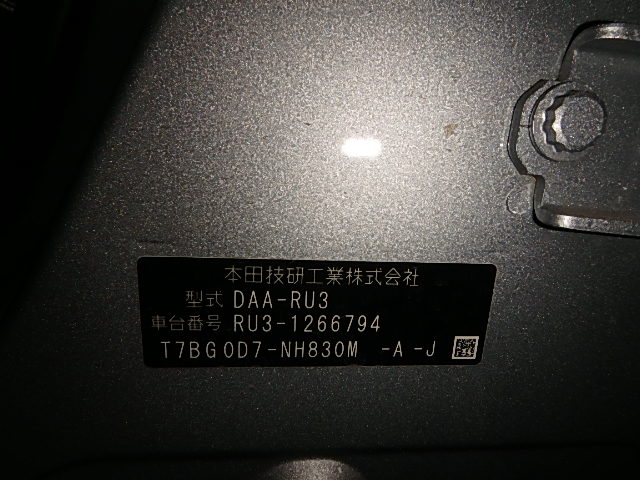 本田技研工業株式会社
型式 DAA-RU3
車台番号 RU3-1266794
T7BG0D7-NH830M -A-J